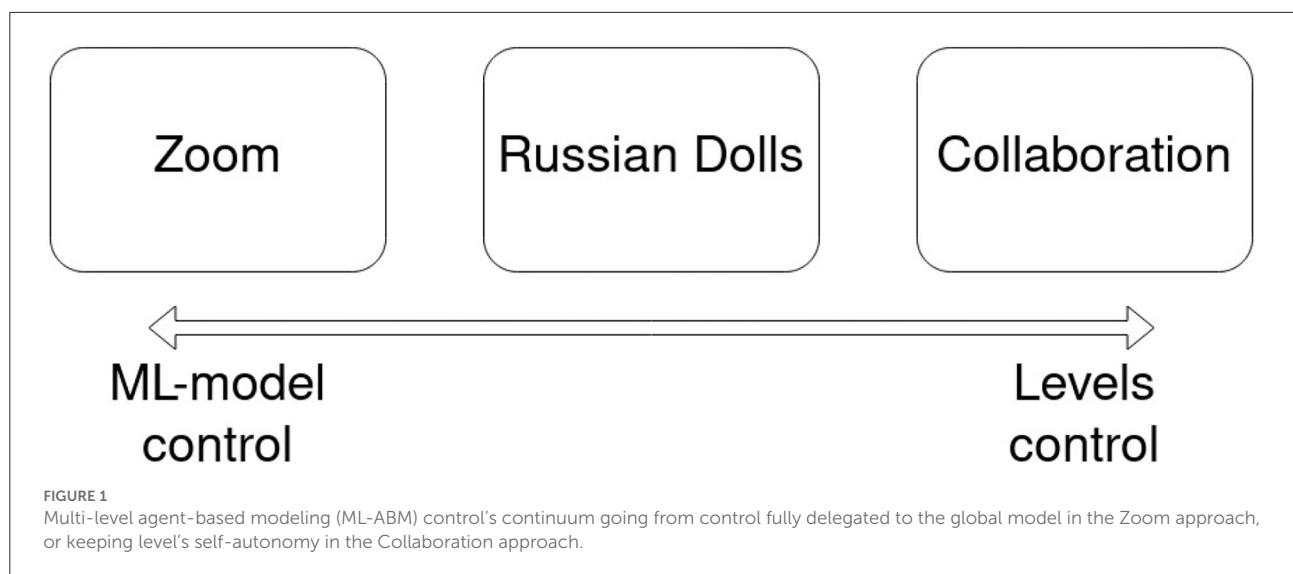 Zoom
Russian Dolls
Collaboration
ML-model
control
Levels
control
FIGURE 1
Multi-level agent-based modeling (ML-ABM) control's continuum going from control fully delegated to the global model in the Zoom approach,
or keeping level's self-autonomy in the Collaboration approach.